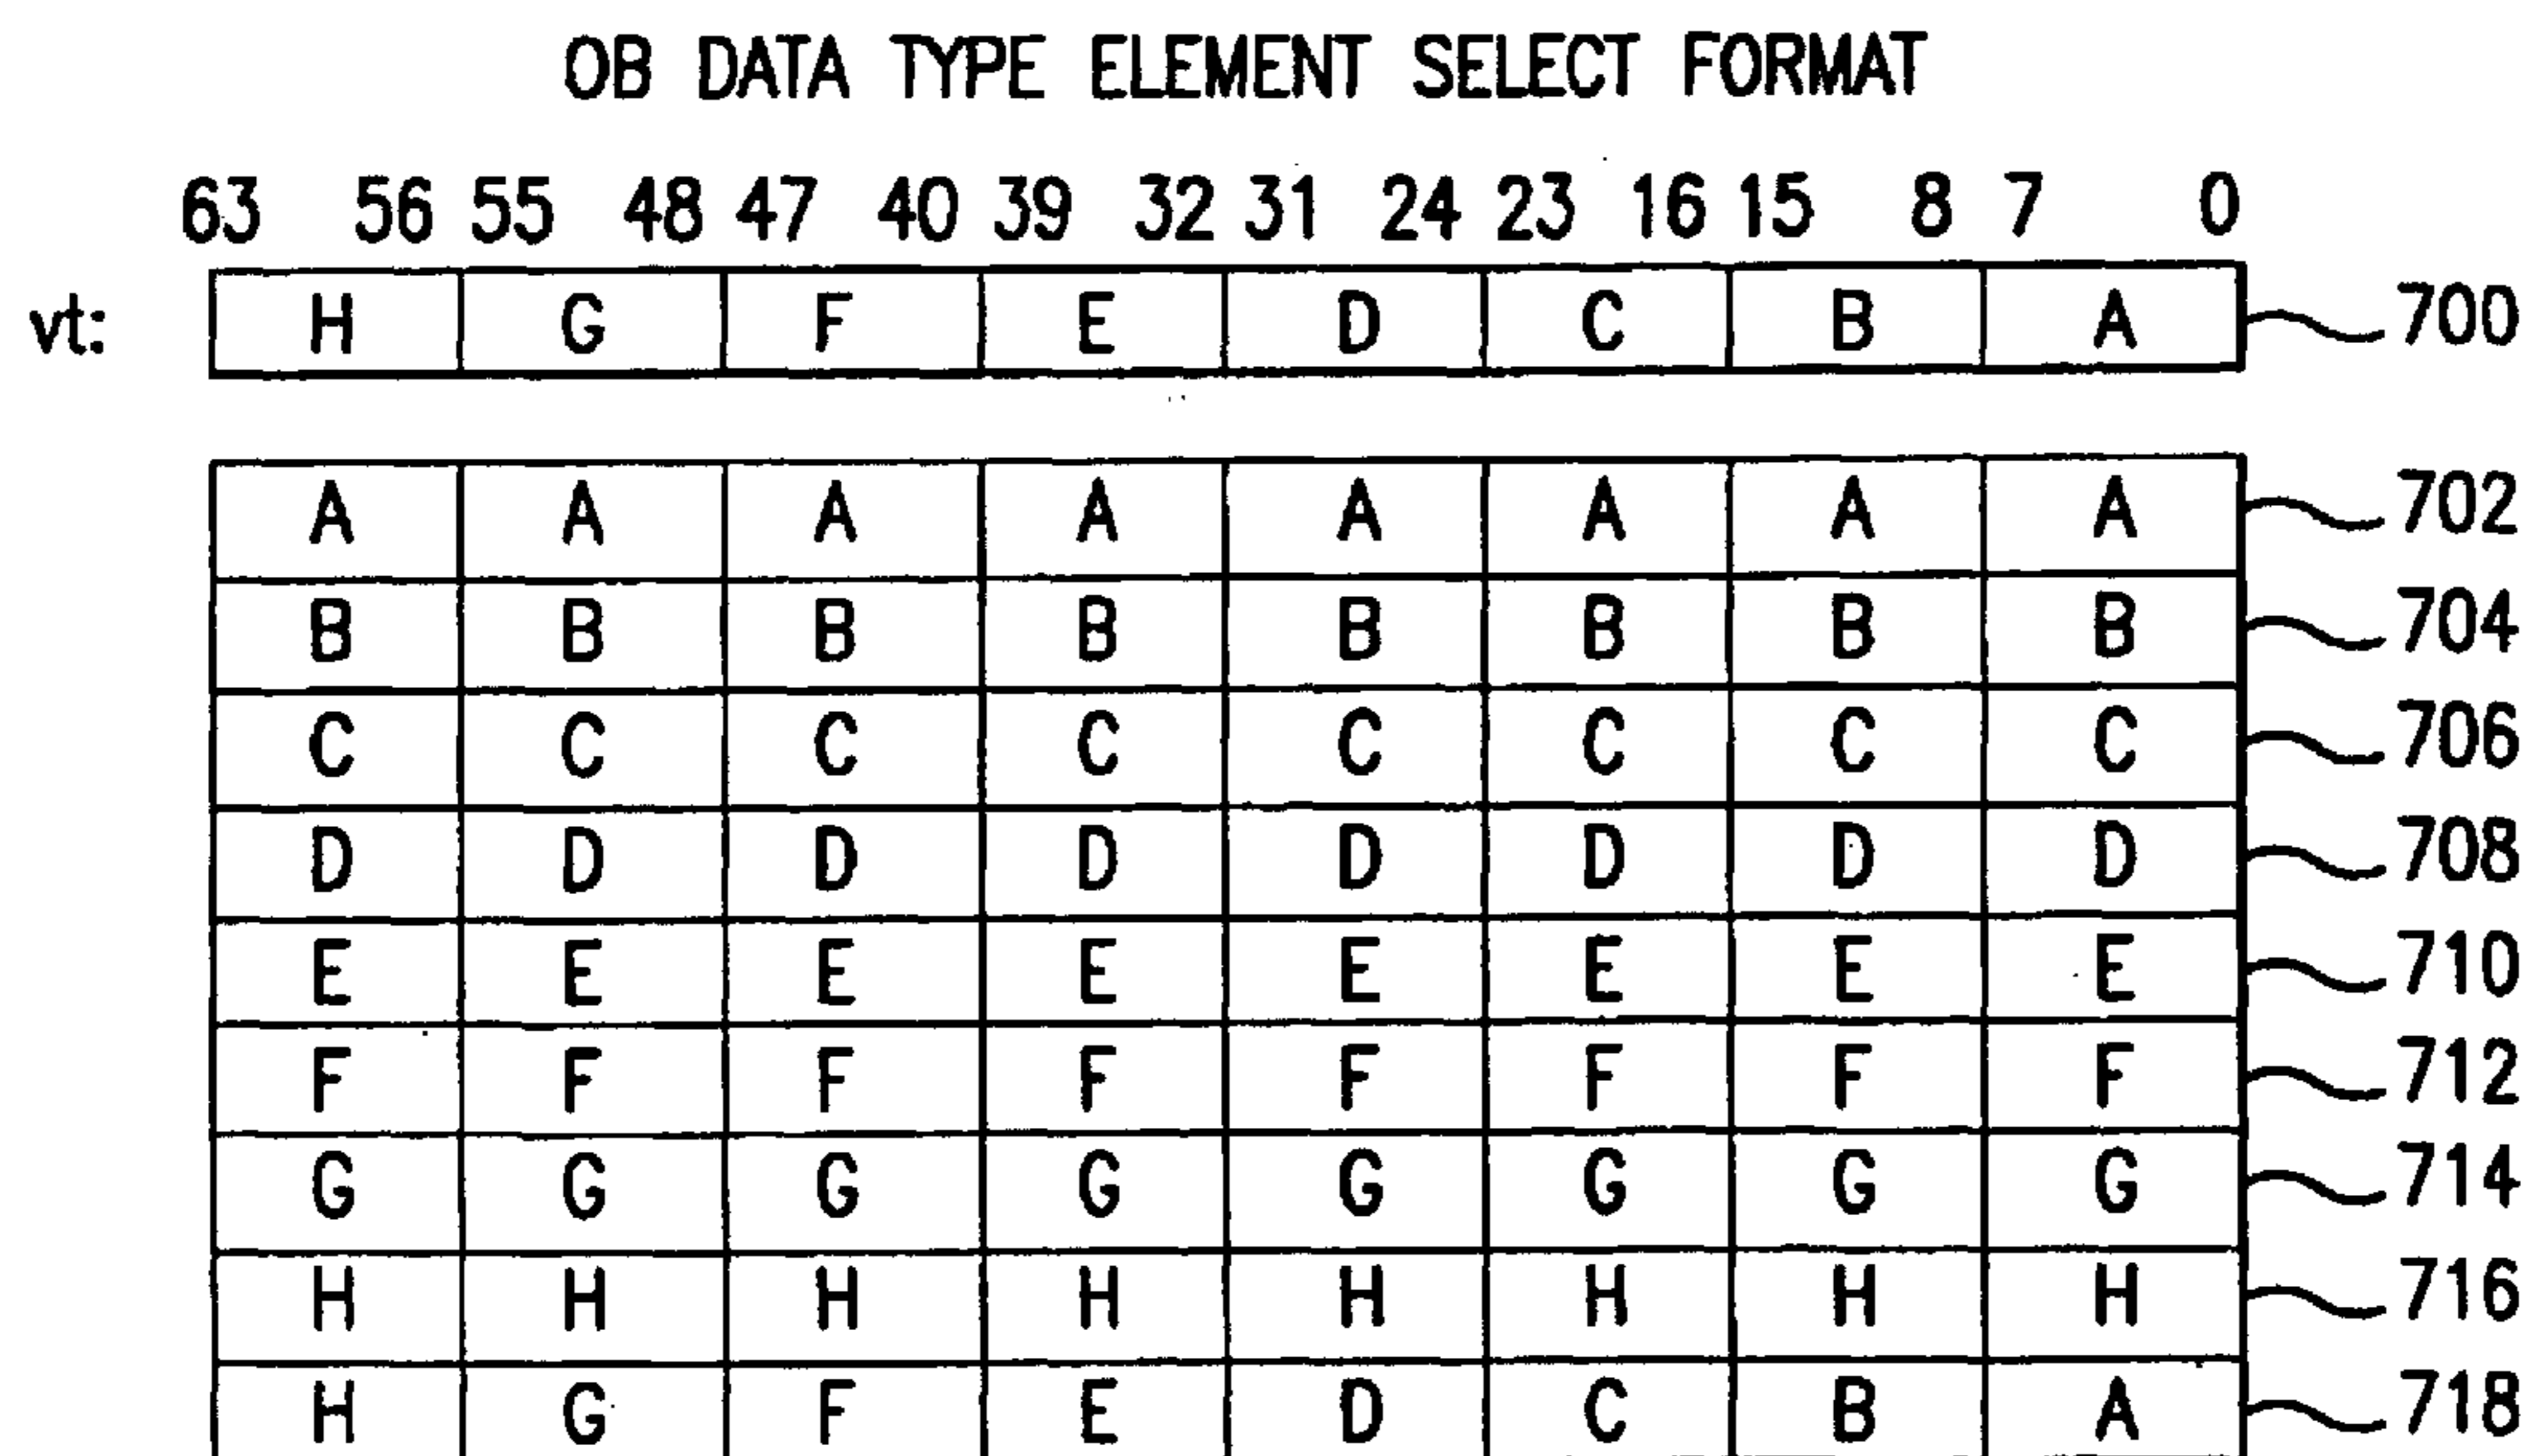 OB DATA TYPE ELEMENT SELECT FORMAT
63 56 55 48 47 40 39 32 31 24 23 16 15 8 7 0
vt: H G F E D C B A 700
A A A A A A A A 702
B B B B B B B B 704
C C C C C C C C 706
D D D D D D D D 708
E E E E E E E E 710
F F F F F F F F 712
G G G G G G G G 714
H H H H H H H H 716
H G F E D C B A 718